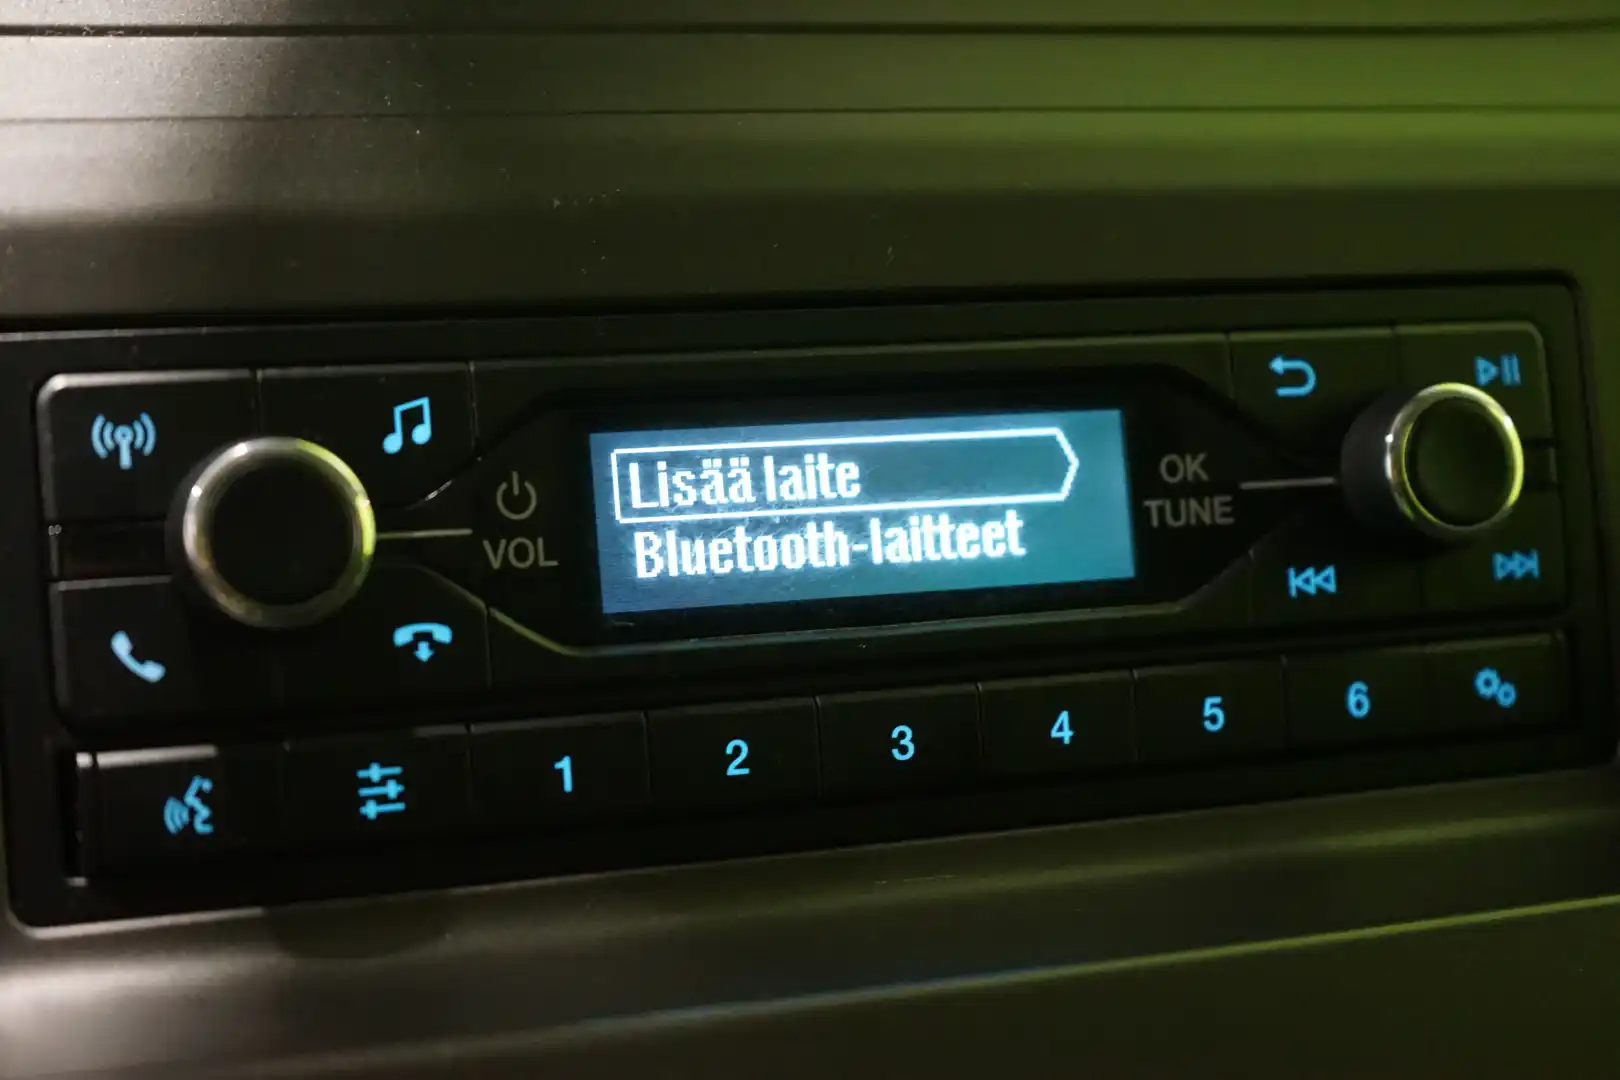 Lisää laite
Bluetooth-laitteet
VOL
OK
TUNE
1 2 3 4 5 6